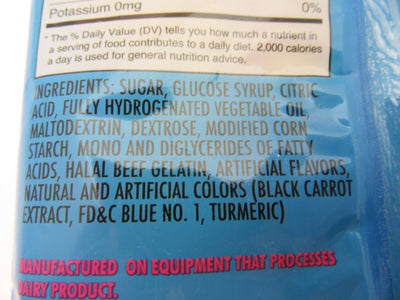 Potassium 0mg 0%
* The % Daily Value (DV) tells you how much a nutrient in
a serving of food contributes to a daily diet. 2,000 calories
a day is used for general nutrition advice.
INGREDIENTS: SUGAR, GLUCOSE SYRUP, CITRIC
ACID, FULLY HYDROGENATED VEGETABLE OIL,
MALTODEXTRIN, DEXTROSE, MODIFIED CORN
STARCH, MONO AND DIGLYCERIDES OF FATTY
ACIDS, HALAL BEEF GELATIN, ARTIFICIAL FLAVORS,
NATURAL AND ARTIFICIAL COLORS (BLACK CARROT
EXTRACT, FD&C BLUE NO. 1, TURMERIC)
MANUFACTURED ON EQUIPMENT THAT PROCESSES
DAIRY PRODUCT.